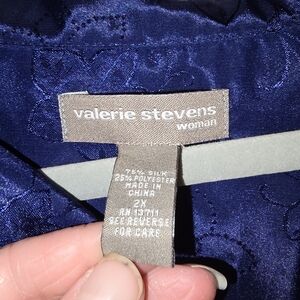 valerie stevens
woman
75% SILK
25% POLYESTER
MADE IN
CHINA
2X
RN 13711
SEE REVERSE
FOR CARE